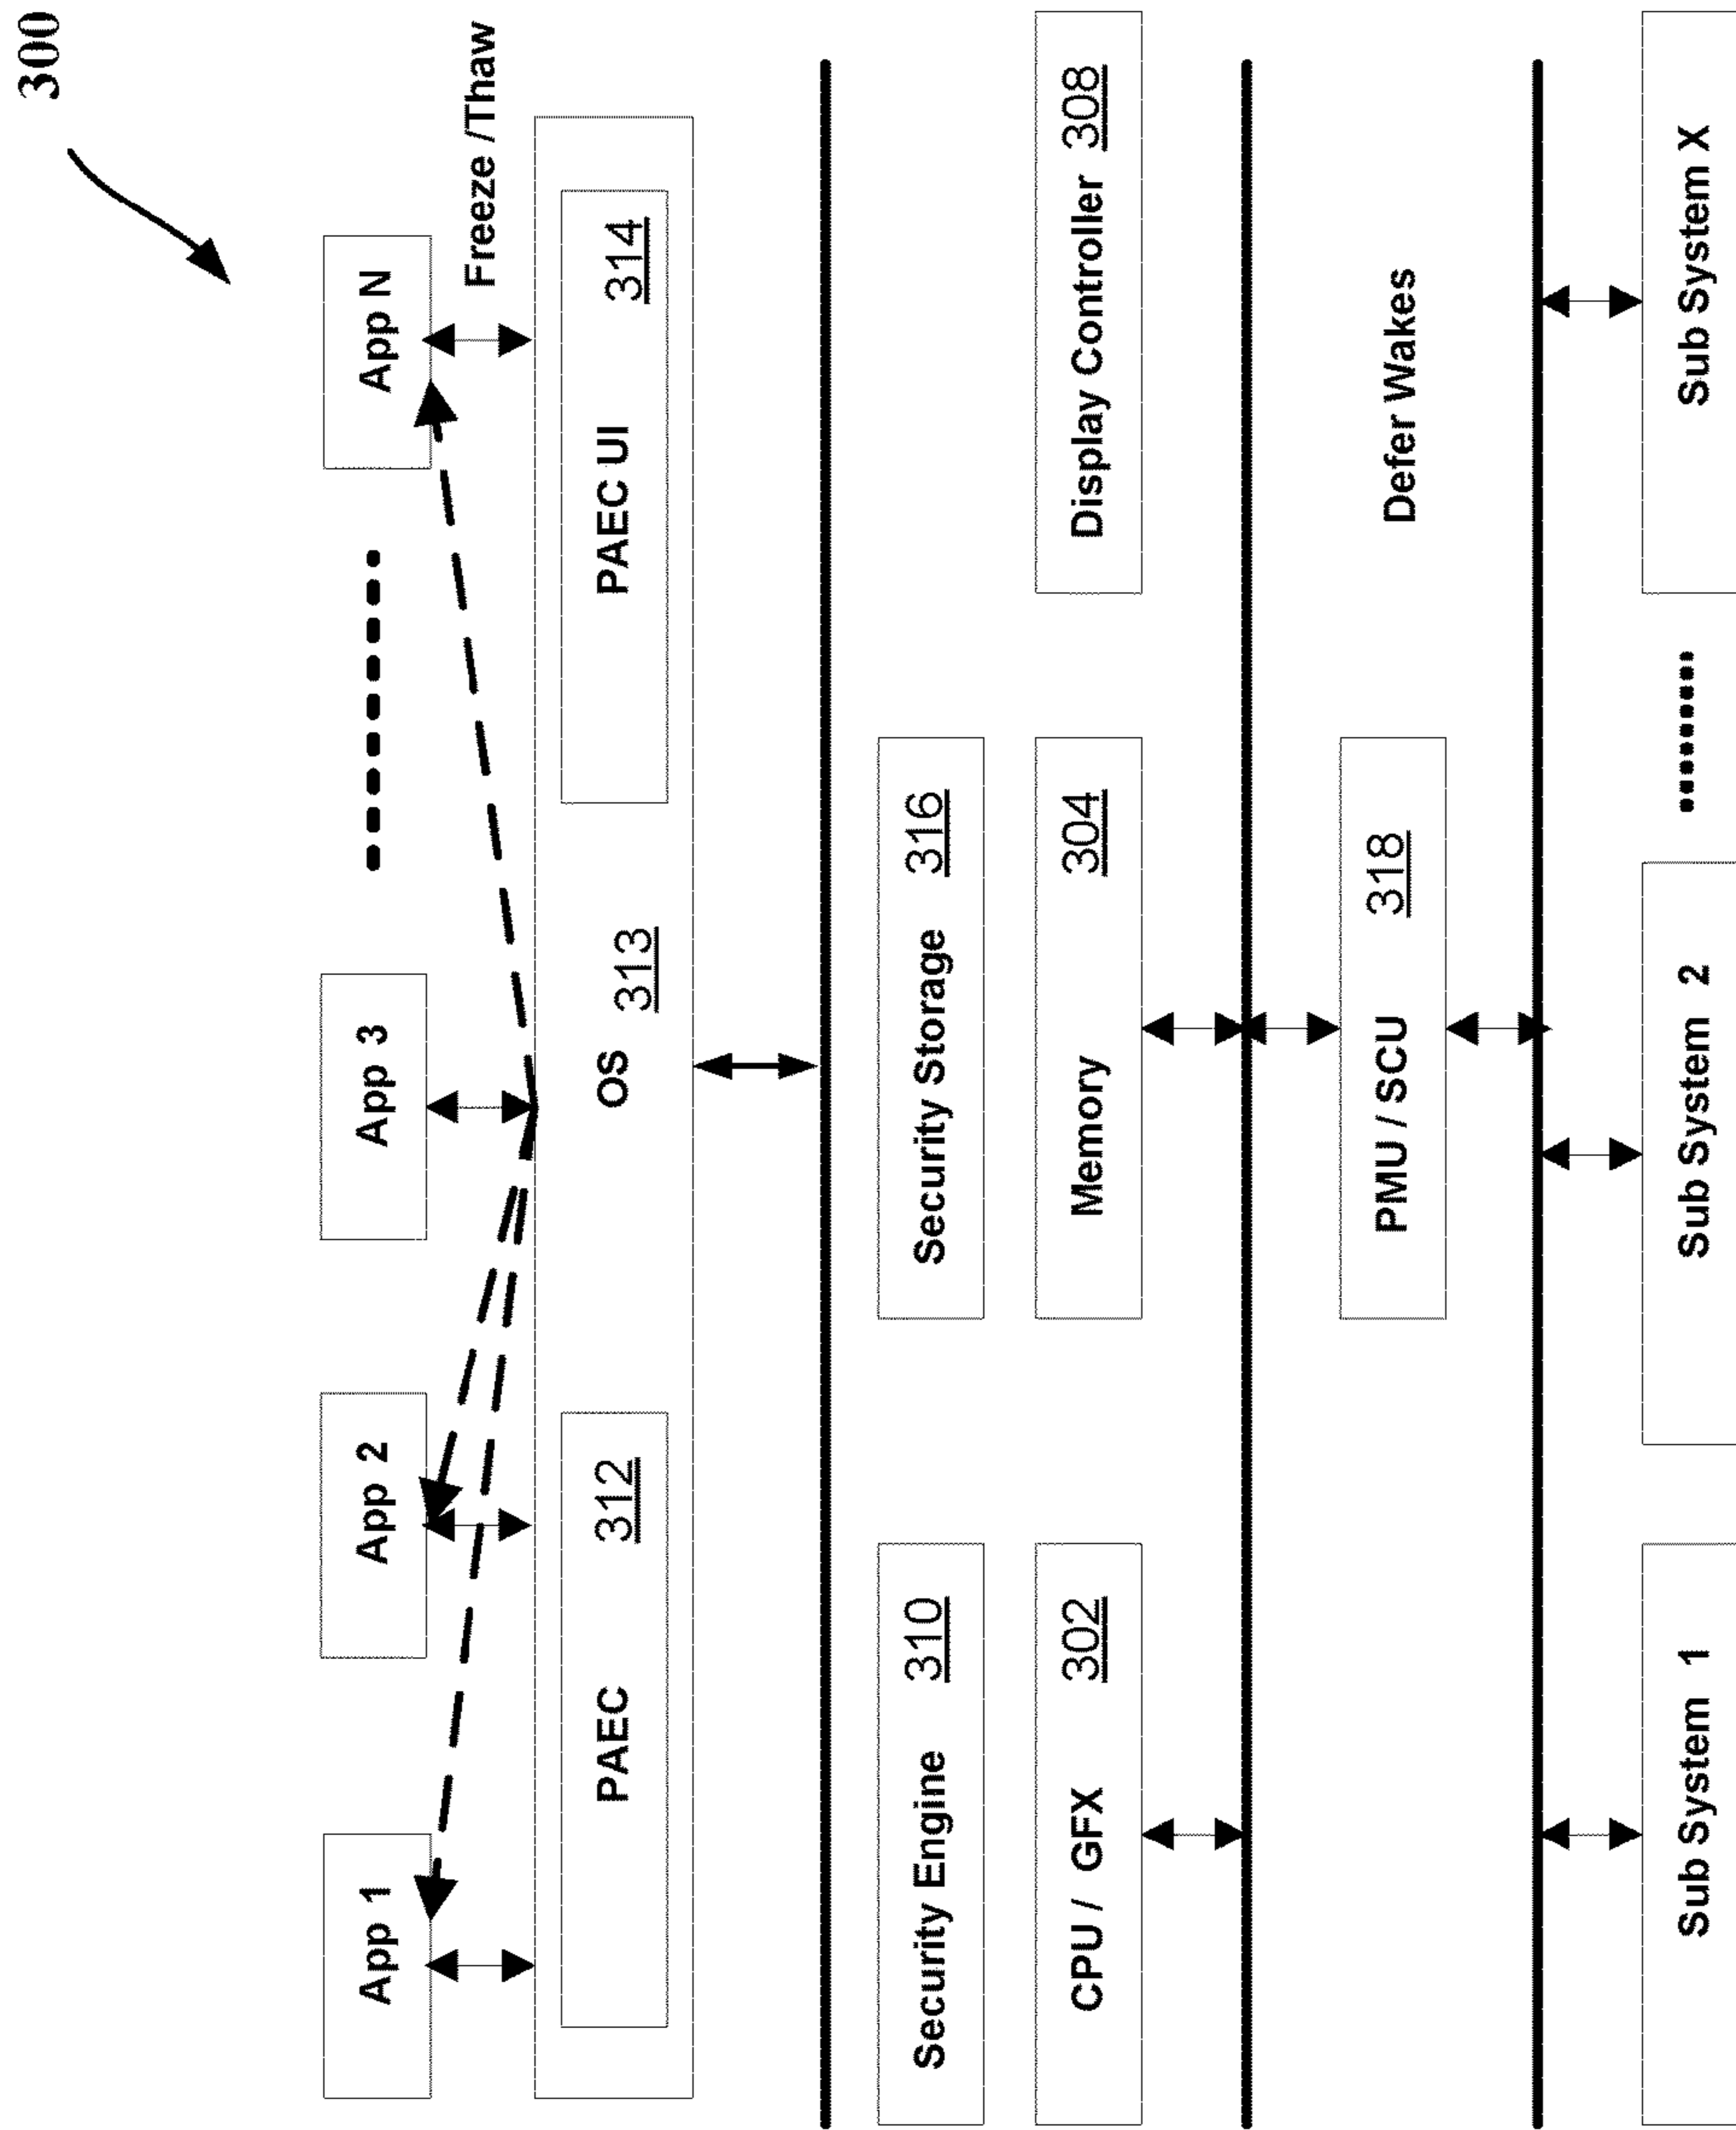 300
App 1
App 2
App 3
App N
Freeze /Thaw
PAEC 312
OS 313
PAEC UI 314
Security Engine 310
Security Storage 316
CPU / GFX 302
Memory 304
Display Controller 308
PMU / SCU 318
Defer Wakes
Sub System 1
Sub System 2
Sub System X